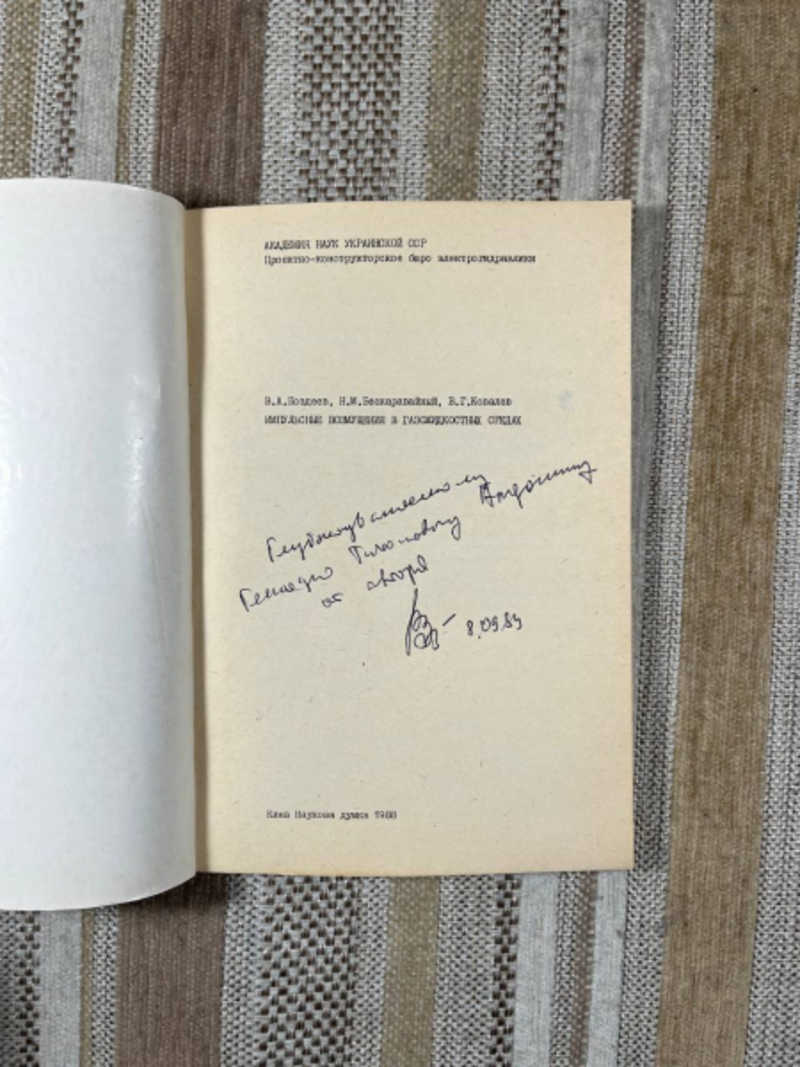 АКАДЕМИЯ НАУК УКРАИНСКОЙ ССР
Проектно-конструкторское бюро электрогидравлики
В.А.Поздеев, Н.М.Бескаравайный, В.Г.Ковалев
ИМПУЛЬСНЫЕ ВОЗМУЩЕНИЯ В ГАЗОЖИДКОСТНЫХ СРЕДАХ
Глубокоуважаемому
Геннадию Тихоновичу
от автора
8.09.89
Киев Наукова думка 1988